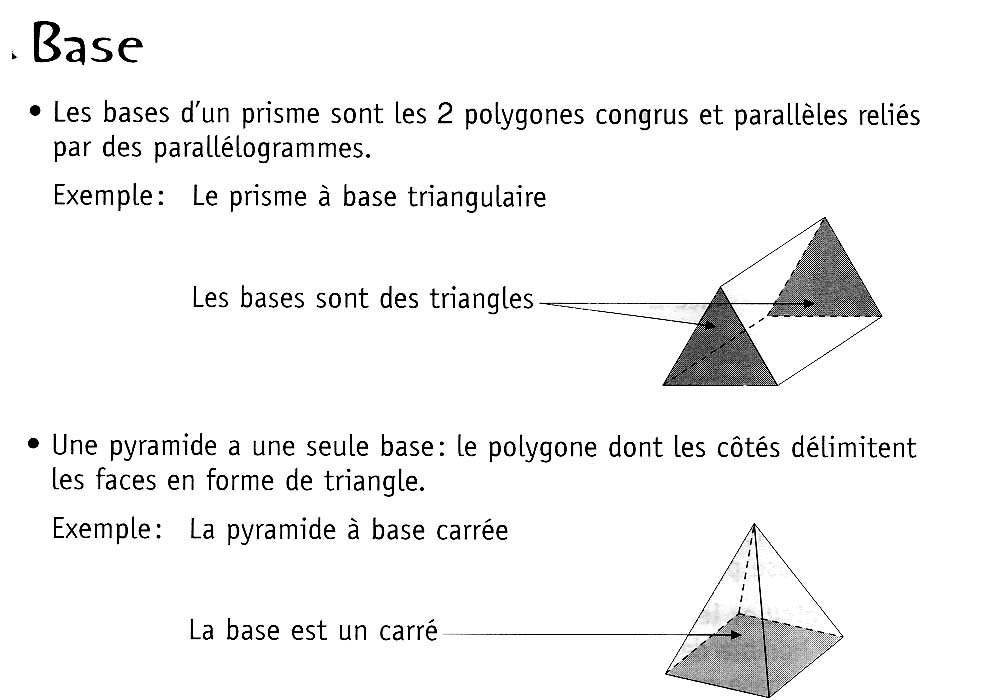 Base
• Les bases d'un prisme sont les 2 polygones congrus et parallèles reliés
par des parallélogrammes.
Exemple: Le prisme à base triangulaire
Les bases sont des triangles
• Une pyramide a une seule base: le polygone dont les côtés délimitent
les faces en forme de triangle.
Exemple: La pyramide à base carrée
La base est un carré